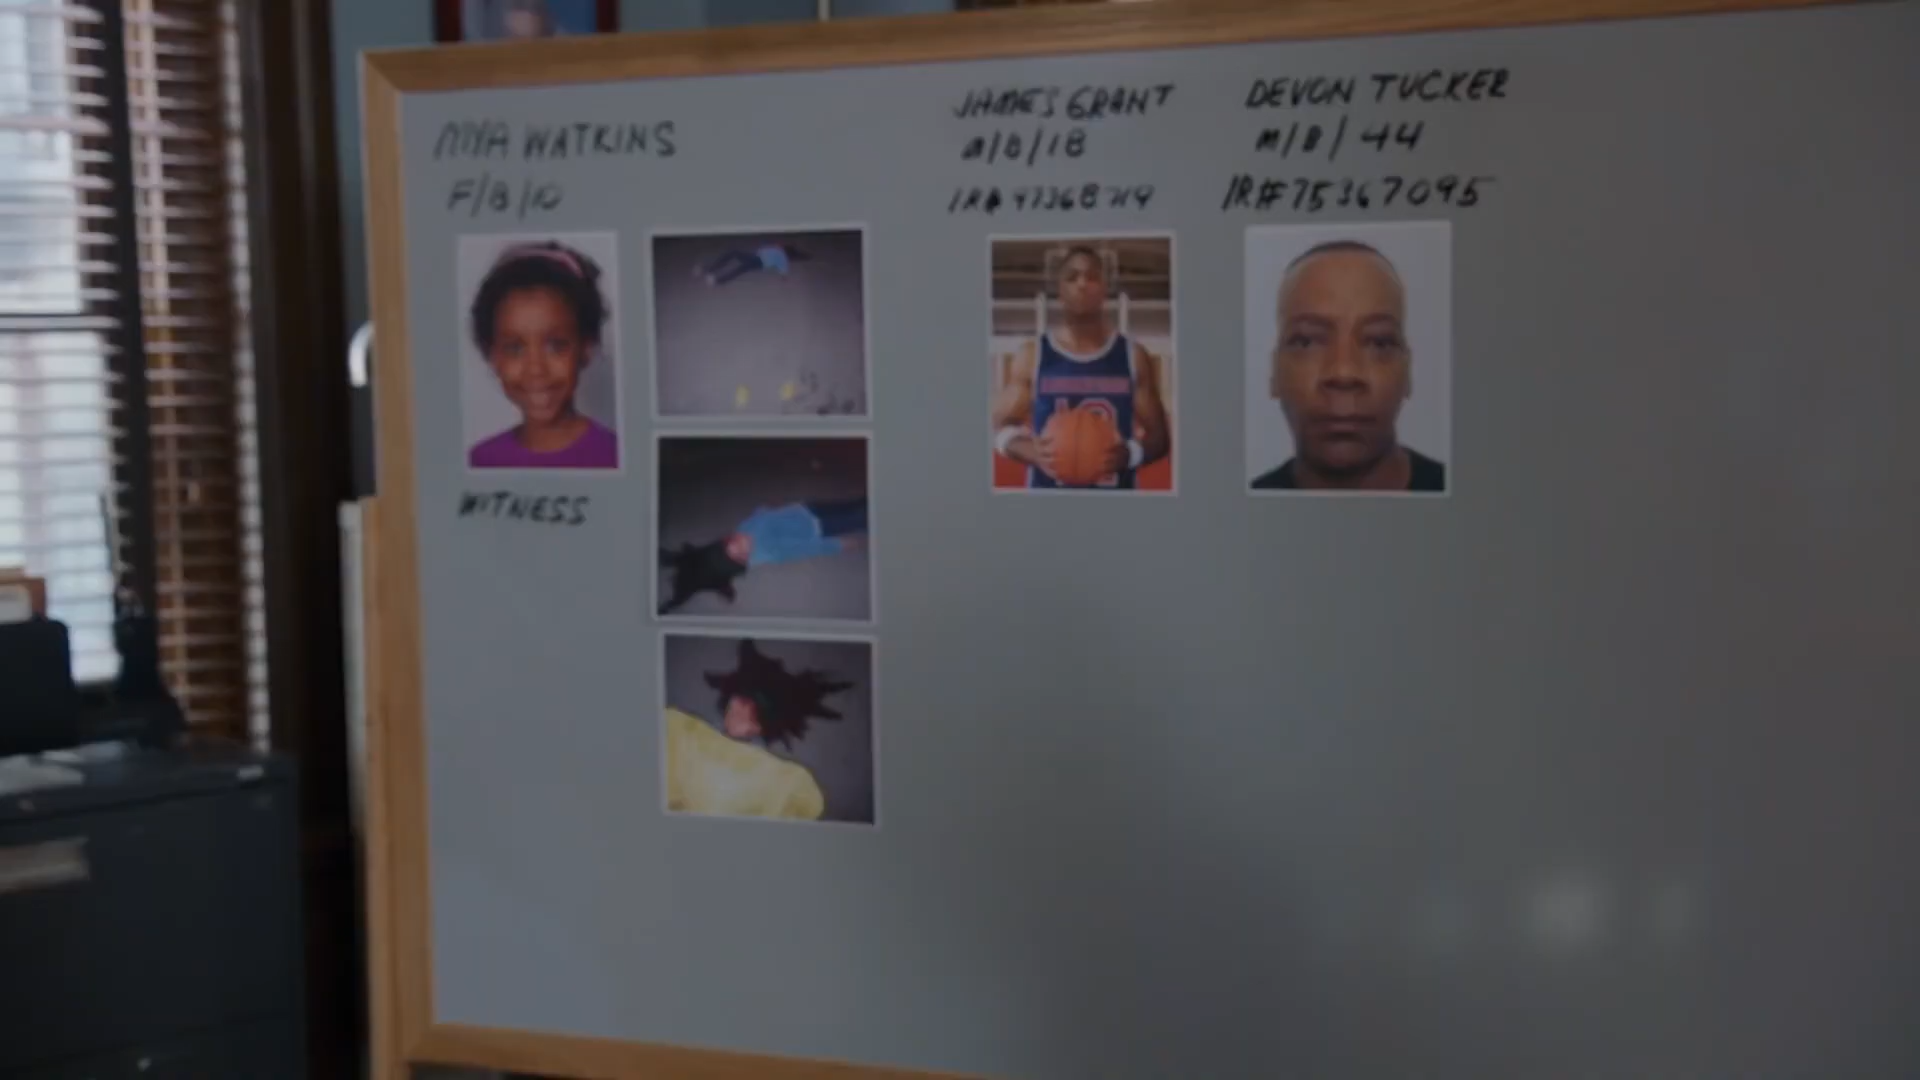 WATKINS
F/B/10
WITNESS
JAMES GRANT
M/B/18
DEVON TUCKER
M/B/44
IR#75367095